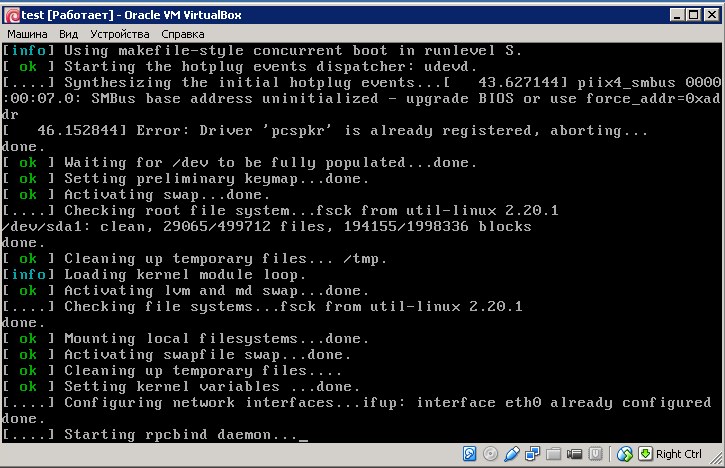 test [Работает] - Oracle VM VirtualBox
Машина Вид Устройства Справка
[info] Using makefile-style concurrent boot in runlevel S.
[ ok ] Starting the hotplug events dispatcher: udevd.
[....] Synthesizing the initial hotplug events...[   43.627144] piix4_smbus 0000
:00:07.0: SMBus base address uninitialized - upgrade BIOS or use force_addr=0xad
dr
[   46.152844] Error: Driver 'pcspkr' is already registered, aborting...
done.
[ ok ] Waiting for /dev to be fully populated...done.
[ ok ] Setting preliminary keymap...done.
[ ok ] Activating swap...done.
[....] Checking root file system...fsck from util-linux 2.20.1
/dev/sda1: clean, 29065/499712 files, 194155/1998336 blocks
done.
[ ok ] Cleaning up temporary files... /tmp.
[info] Loading kernel module loop.
[ ok ] Activating lvm and md swap...done.
[....] Checking file systems...fsck from util-linux 2.20.1
done.
[ ok ] Mounting local filesystems...done.
[ ok ] Activating swapfile swap...done.
[ ok ] Cleaning up temporary files....
[ ok ] Setting kernel variables ...done.
[....] Configuring network interfaces...ifup: interface eth0 already configured
done.
[....] Starting rpcbind daemon..._
Right Ctrl